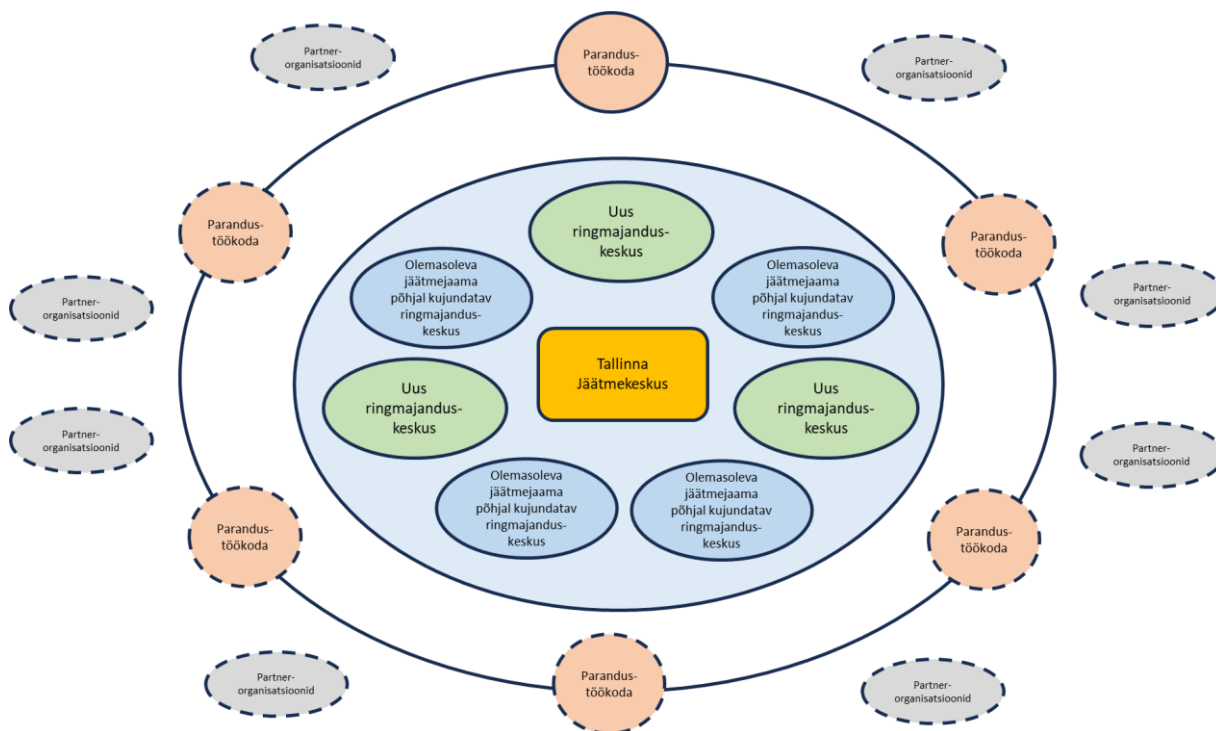 Partner-
organisatsioonid
Parandus-
töökoda
Partner-
organisatsioonid
Parandus-
töökoda
Uus
ringmajandus-
keskus
Parandus-
töökoda
Olemasoleva
jäätmejaama
põhjal kujundatav
ringmajandus-
keskus
Olemasoleva
jäätmejaama
põhjal kujundatav
ringmajandus-
keskus
Partner-
organisatsioonid
Partner-
organisatsioonid
Tallinna
Jäätmekeskus
Uus
ringmajandus-
keskus
Uus
ringmajandus-
keskus
Partner-
organisatsioonid
Partner-
organisatsioonid
Olemasoleva
jäätmejaama
põhjal kujundatav
ringmajandus-
keskus
Olemasoleva
jäätmejaama
põhjal kujundatav
ringmajandus-
keskus
Parandus-
töökoda
Parandus-
töökoda
Partner-
organisatsioonid
Parandus-
töökoda
Partner-
organisatsioonid